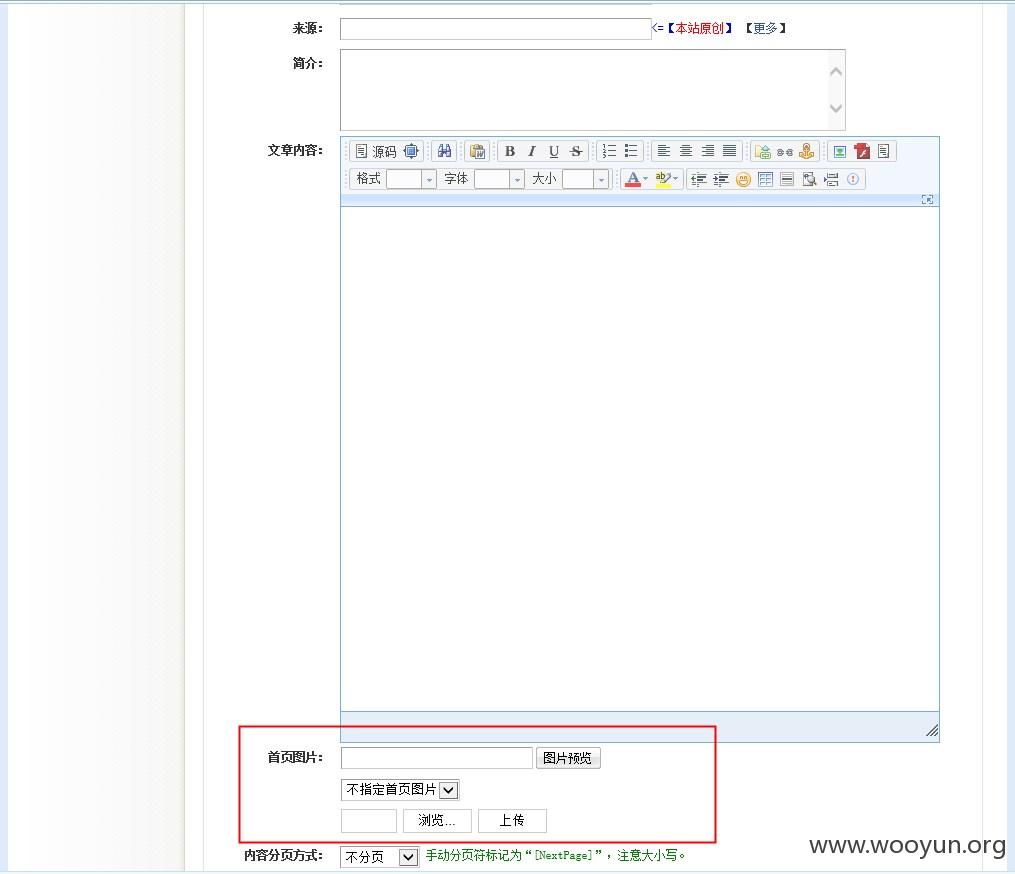 来源： <=【本站原创】 【更多】
简介：
文章内容： 源码 B I U S
格式 字体 大小 A ab
首页图片： 图片预览
不指定首页图片
浏览... 上传
内容分页方式： 不分页 手动分页符标记为“[NextPage]”，注意大小写。
www.wooyun.org